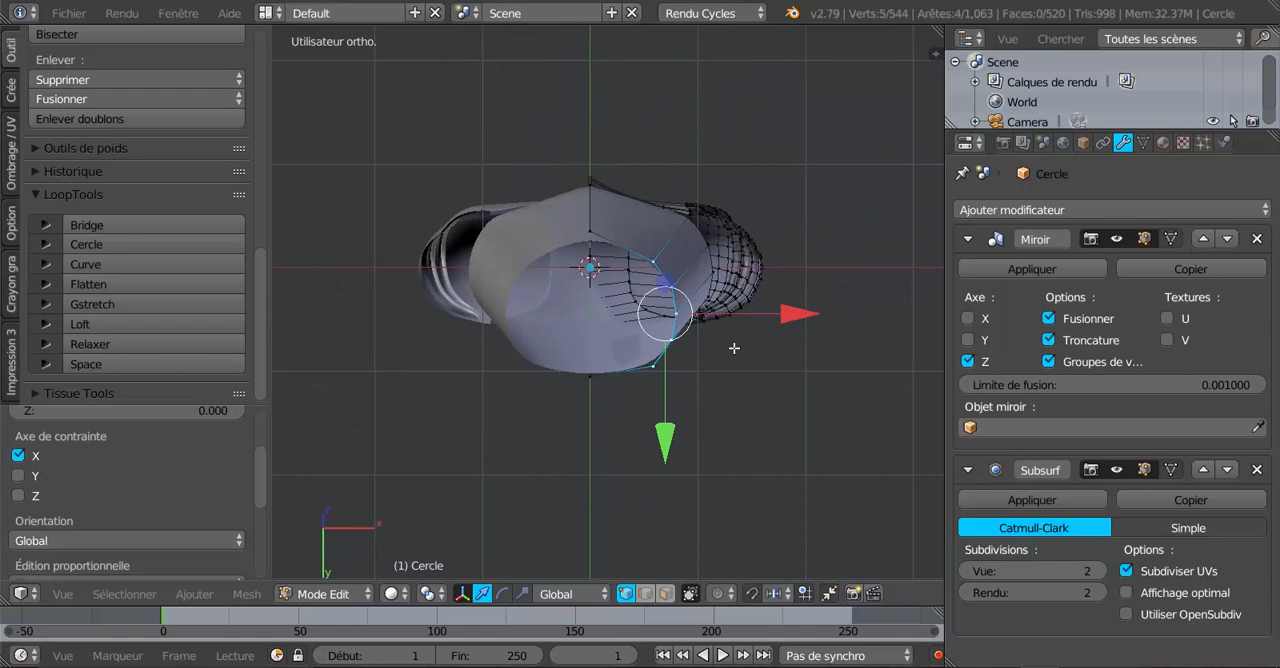 Fichier Rendu Fenêtre Aide Default Scene Rendu Cycles v2.79 | Verts:5/544 | Arêtes:4/1,063 | Faces:0/520 | Tris:998 | Mem:32.37M | Cercle
Outil
Crée
Ombrage / UV
Option
Crayon gra
Impression 3
Bisecter
Enlever :
Supprimer
Fusionner
Enlever doublons
Outils de poids
Historique
LoopTools
Bridge
Cercle
Curve
Flatten
Gstretch
Loft
Relaxer
Space
Tissue Tools
Z: 0.000
Axe de contrainte
X
Y
Z
Orientation
Global
Édition proportionnelle
Utilisateur ortho.
z
x
y
(1) Cercle
Vue Sélectionner Ajouter Mesh Mode Edit Global
Vue Chercher Toutes les scènes
Scene
Calques de rendu
World
Camera
Cercle
Ajouter modificateur
Miroir
Appliquer Copier
Axe : Options : Textures :
X Fusionner U
Y Troncature V
Z Groupes de v...
Limite de fusion: 0.001000
Objet miroir :
Subsurf
Appliquer Copier
Catmull-Clark Simple
Subdivisions : Options :
Vue: 2 Subdiviser UVs
Rendu: 2 Affichage optimal
Utiliser OpenSubdiv
-50 0 50 100 150 200 250
Vue Marqueur Frame Lecture Début: 1 Fin: 250 1 Pas de synchro